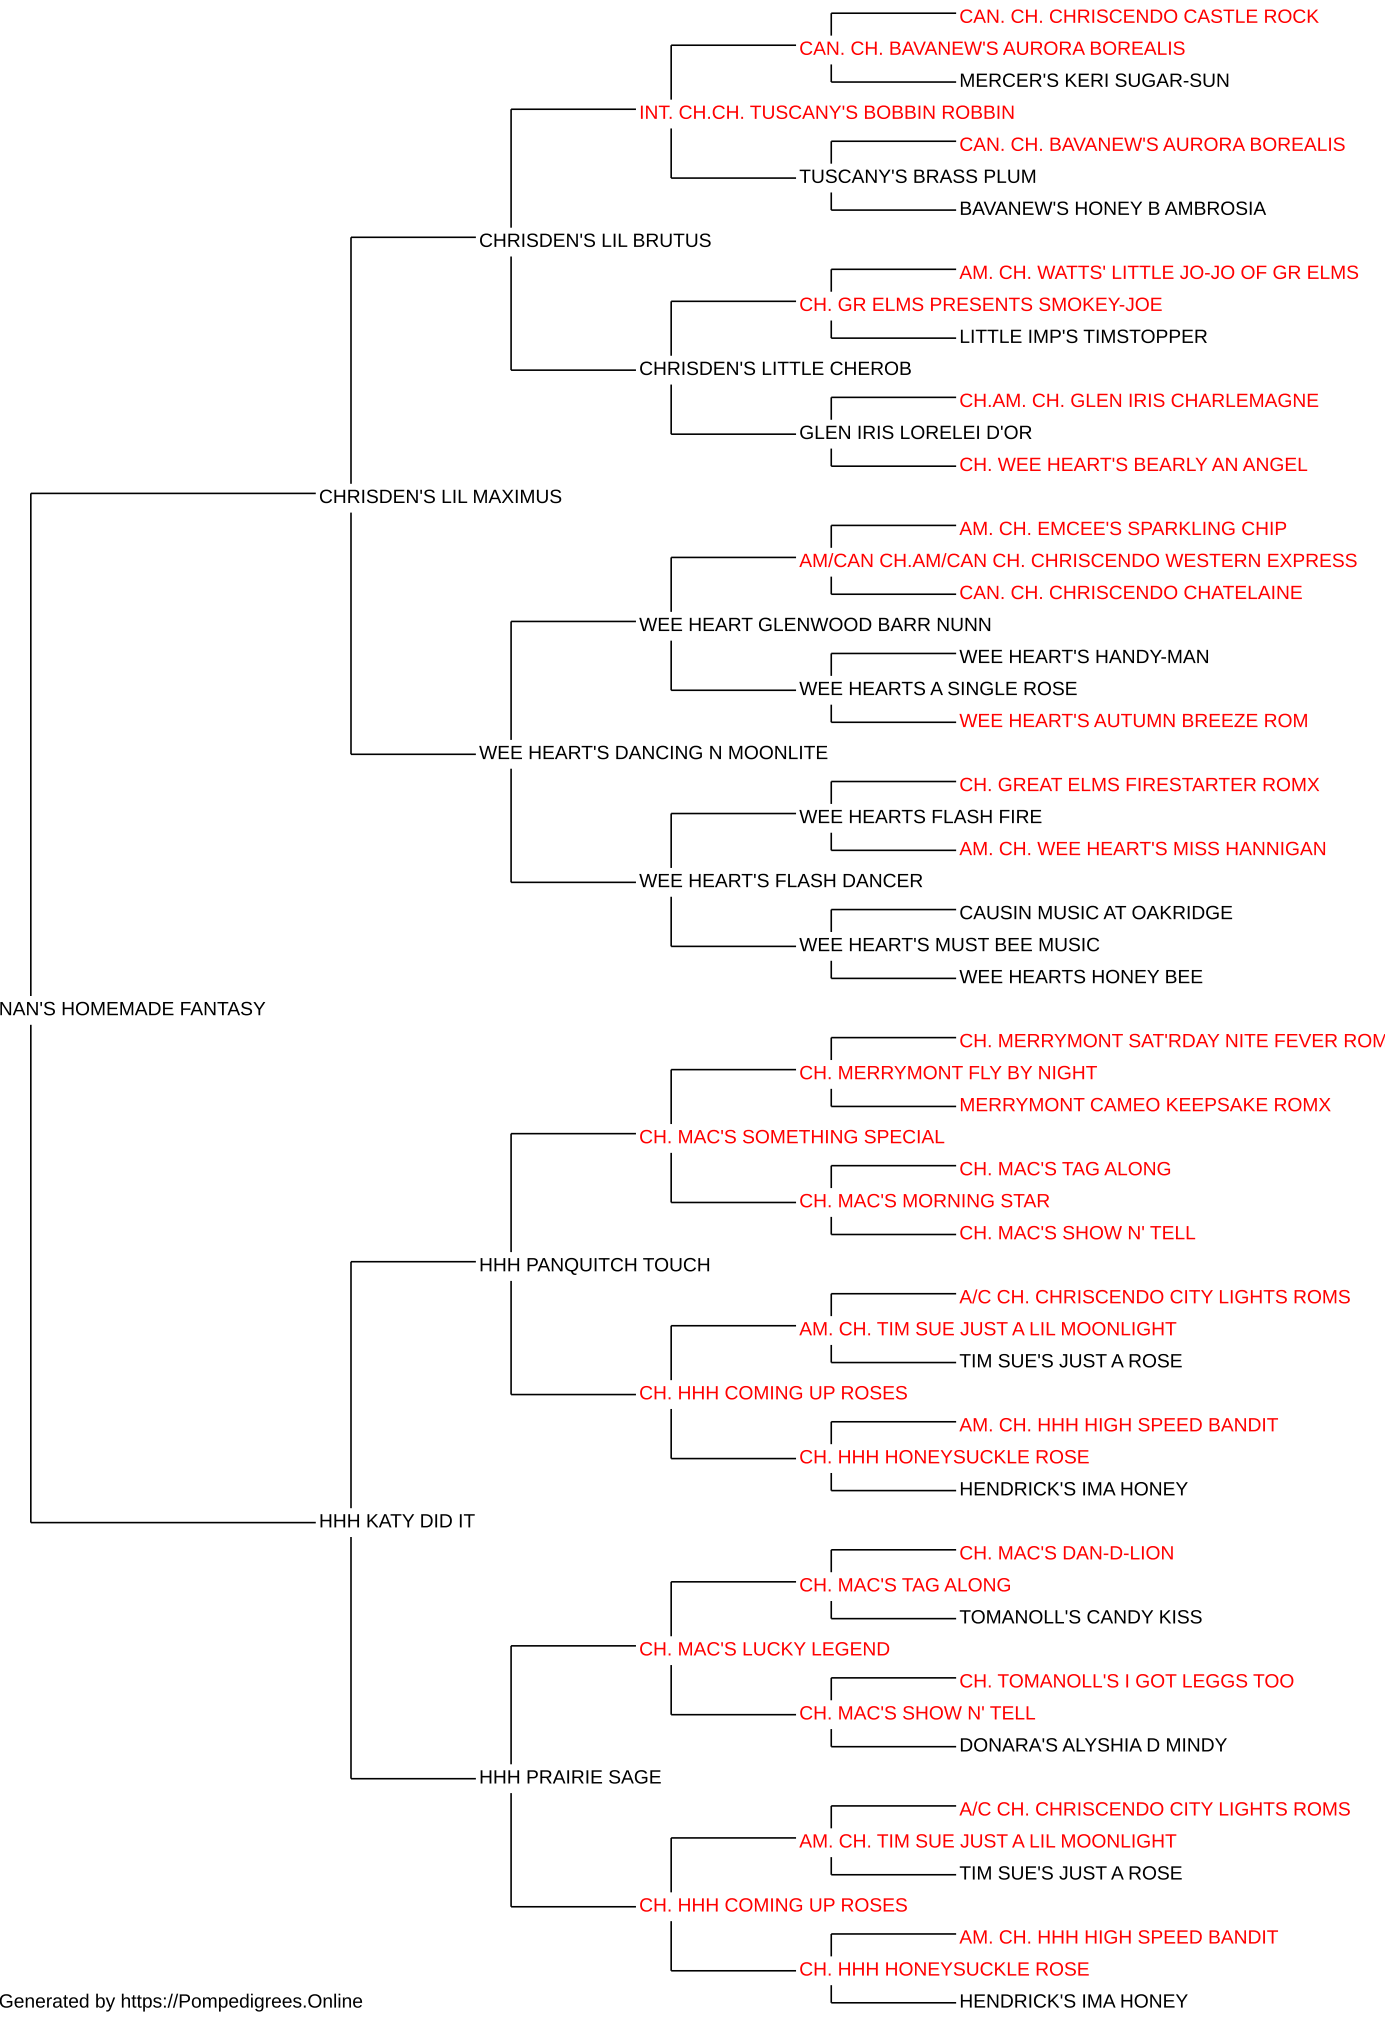 CAN. CH. CHRISCENDO CASTLE ROCK
CAN. CH. BAVANEW'S AURORA BOREALIS
MERCER'S KERI SUGAR-SUN
INT. CH.CH. TUSCANY'S BOBBIN ROBBIN
CAN. CH. BAVANEW'S AURORA BOREALIS
TUSCANY'S BRASS PLUM
BAVANEW'S HONEY B AMBROSIA
CHRISDEN'S LIL BRUTUS
AM. CH. WATTS' LITTLE JO-JO OF GR ELMS
CH. GR ELMS PRESENTS SMOKEY-JOE
LITTLE IMP'S TIMSTOPPER
CHRISDEN'S LITTLE CHEROB
CH.AM. CH. GLEN IRIS CHARLEMAGNE
GLEN IRIS LORELEI D'OR
CH. WEE HEART'S BEARLY AN ANGEL
CHRISDEN'S LIL MAXIMUS
AM. CH. EMCEE'S SPARKLING CHIP
AM/CAN CH.AM/CAN CH. CHRISCENDO WESTERN EXPRESS
CAN. CH. CHRISCENDO CHATELAINE
WEE HEART GLENWOOD BARR NUNN
WEE HEART'S HANDY-MAN
WEE HEARTS A SINGLE ROSE
WEE HEART'S AUTUMN BREEZE ROM
WEE HEART'S DANCING N MOONLITE
CH. GREAT ELMS FIRESTARTER ROMX
WEE HEARTS FLASH FIRE
AM. CH. WEE HEART'S MISS HANNIGAN
WEE HEART'S FLASH DANCER
CAUSIN MUSIC AT OAKRIDGE
WEE HEART'S MUST BEE MUSIC
WEE HEARTS HONEY BEE
NAN'S HOMEMADE FANTASY
CH. MERRYMONT SAT'RDAY NITE FEVER ROM
CH. MERRYMONT FLY BY NIGHT
MERRYMONT CAMEO KEEPSAKE ROMX
CH. MAC'S SOMETHING SPECIAL
CH. MAC'S TAG ALONG
CH. MAC'S MORNING STAR
CH. MAC'S SHOW N' TELL
HHH PANQUITCH TOUCH
A/C CH. CHRISCENDO CITY LIGHTS ROMS
AM. CH. TIM SUE JUST A LIL MOONLIGHT
TIM SUE'S JUST A ROSE
CH. HHH COMING UP ROSES
AM. CH. HHH HIGH SPEED BANDIT
CH. HHH HONEYSUCKLE ROSE
HENDRICK'S IMA HONEY
HHH KATY DID IT
CH. MAC'S DAN-D-LION
CH. MAC'S TAG ALONG
TOMANOLL'S CANDY KISS
CH. MAC'S LUCKY LEGEND
CH. TOMANOLL'S I GOT LEGGS TOO
CH. MAC'S SHOW N' TELL
DONARA'S ALYSHIA D MINDY
HHH PRAIRIE SAGE
A/C CH. CHRISCENDO CITY LIGHTS ROMS
AM. CH. TIM SUE JUST A LIL MOONLIGHT
TIM SUE'S JUST A ROSE
CH. HHH COMING UP ROSES
AM. CH. HHH HIGH SPEED BANDIT
CH. HHH HONEYSUCKLE ROSE
HENDRICK'S IMA HONEY
Generated by https://Pompedigrees.Online